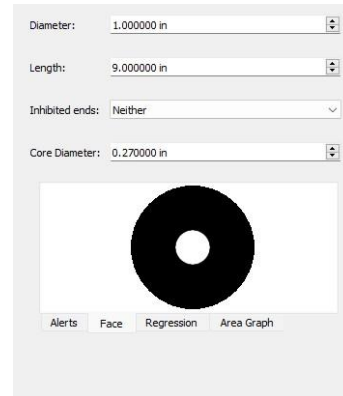 Diameter: 1.000000 in
Length: 9.000000 in
Inhibited ends: Neither
Core Diameter: 0.270000 in
Alerts Face Regression Area Graph